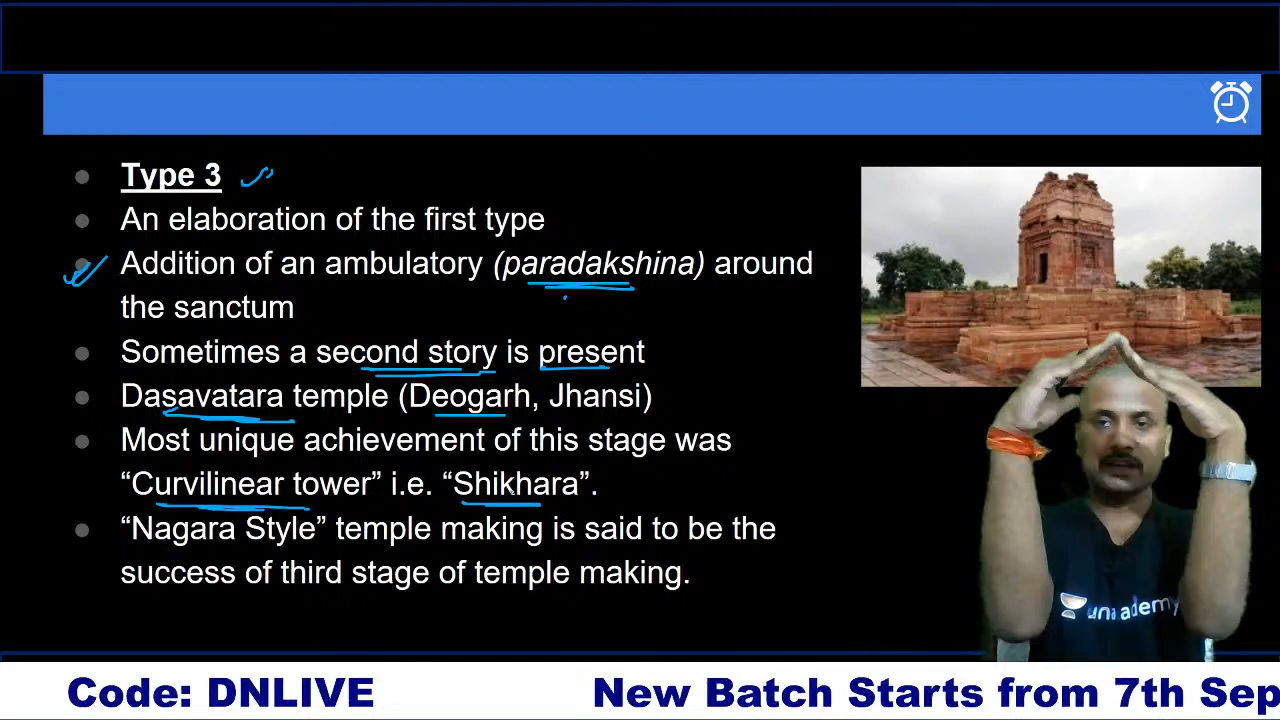 Type 3
An elaboration of the first type
Addition of an ambulatory (paradakshina) around
the sanctum
Sometimes a second story is present
Dasavatara temple (Deogarh, Jhansi)
Most unique achievement of this stage was
“Curvilinear tower” i.e. “Shikhara”.
“Nagara Style” temple making is said to be the
success of third stage of temple making.
unacademy
Code: DNLIVE New Batch Starts from 7th Sep